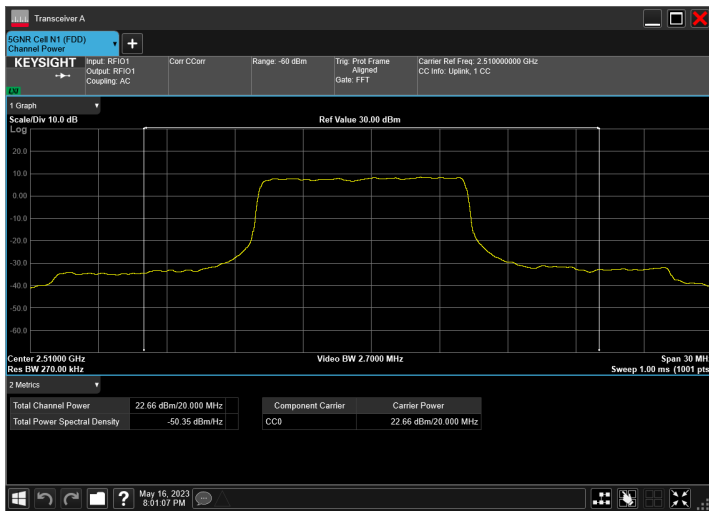 Transceiver A
5GNR Cell N1 (FDD)
Channel Power
KEYSIGHT
Input: RFIO1
Output: RFIO1
Coupling: AC
Corr CCorr
Range: -60 dBm
Trig: Prot Frame
Aligned
Gate: FFT
Carrier Ref Freq: 2.510000000 GHz
CC Info: Uplink, 1 CC
1 Graph
Scale/Div 10.0 dB
Ref Value 30.00 dBm
Log
20.0
10.0
0.00
-10.0
-20.0
-30.0
-40.0
-50.0
-60.0
Center 2.51000 GHz
Video BW 2.7000 MHz
Span 30 MH
Res BW 270.00 kHz
Sweep 1.00 ms (1001 pts
2 Metrics
Total Channel Power 22.66 dBm/20.000 MHz
Total Power Spectral Density -50.35 dBm/Hz
Component Carrier Carrier Power
CC0 22.66 dBm/20.000 MHz
?
May 16, 2023
8:01:07 PM